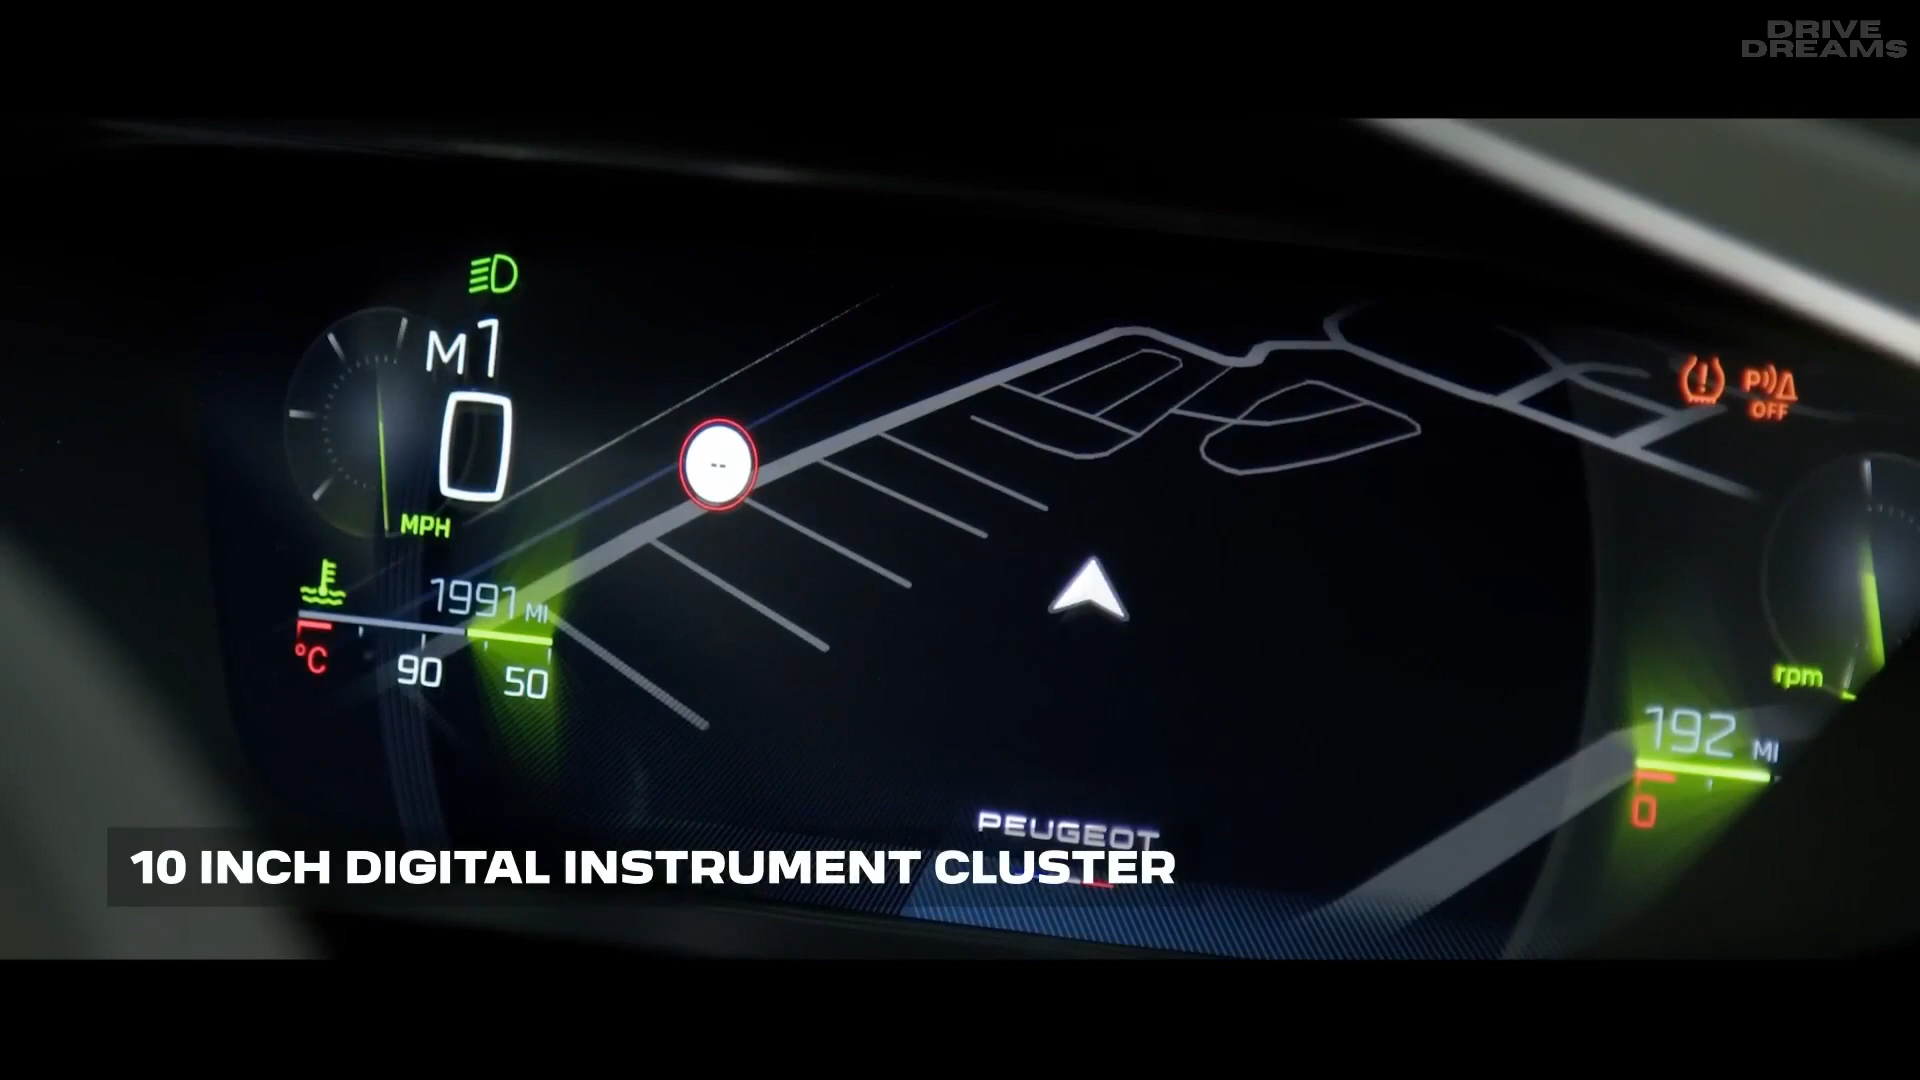 DRIVE
DREAMS
M1
0
MPH
1991 MI
°C
90
50
--
P
OFF
rpm
192 MI
0
PEUGEOT
10 INCH DIGITAL INSTRUMENT CLUSTER